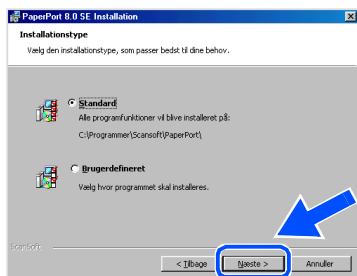 PaperPort 8.0 SE Installation
Installationstype
Vælg den installationstype, som passer bedst til dine behov.
Standard
Alle programfunktioner vil blive installeret på:
C:\Programmer\Scansoft\PaperPort\
Brugerdefineret
Vælg hvor programmet skal installeres.
ScanSoft
< Tilbage Næste > Annuller